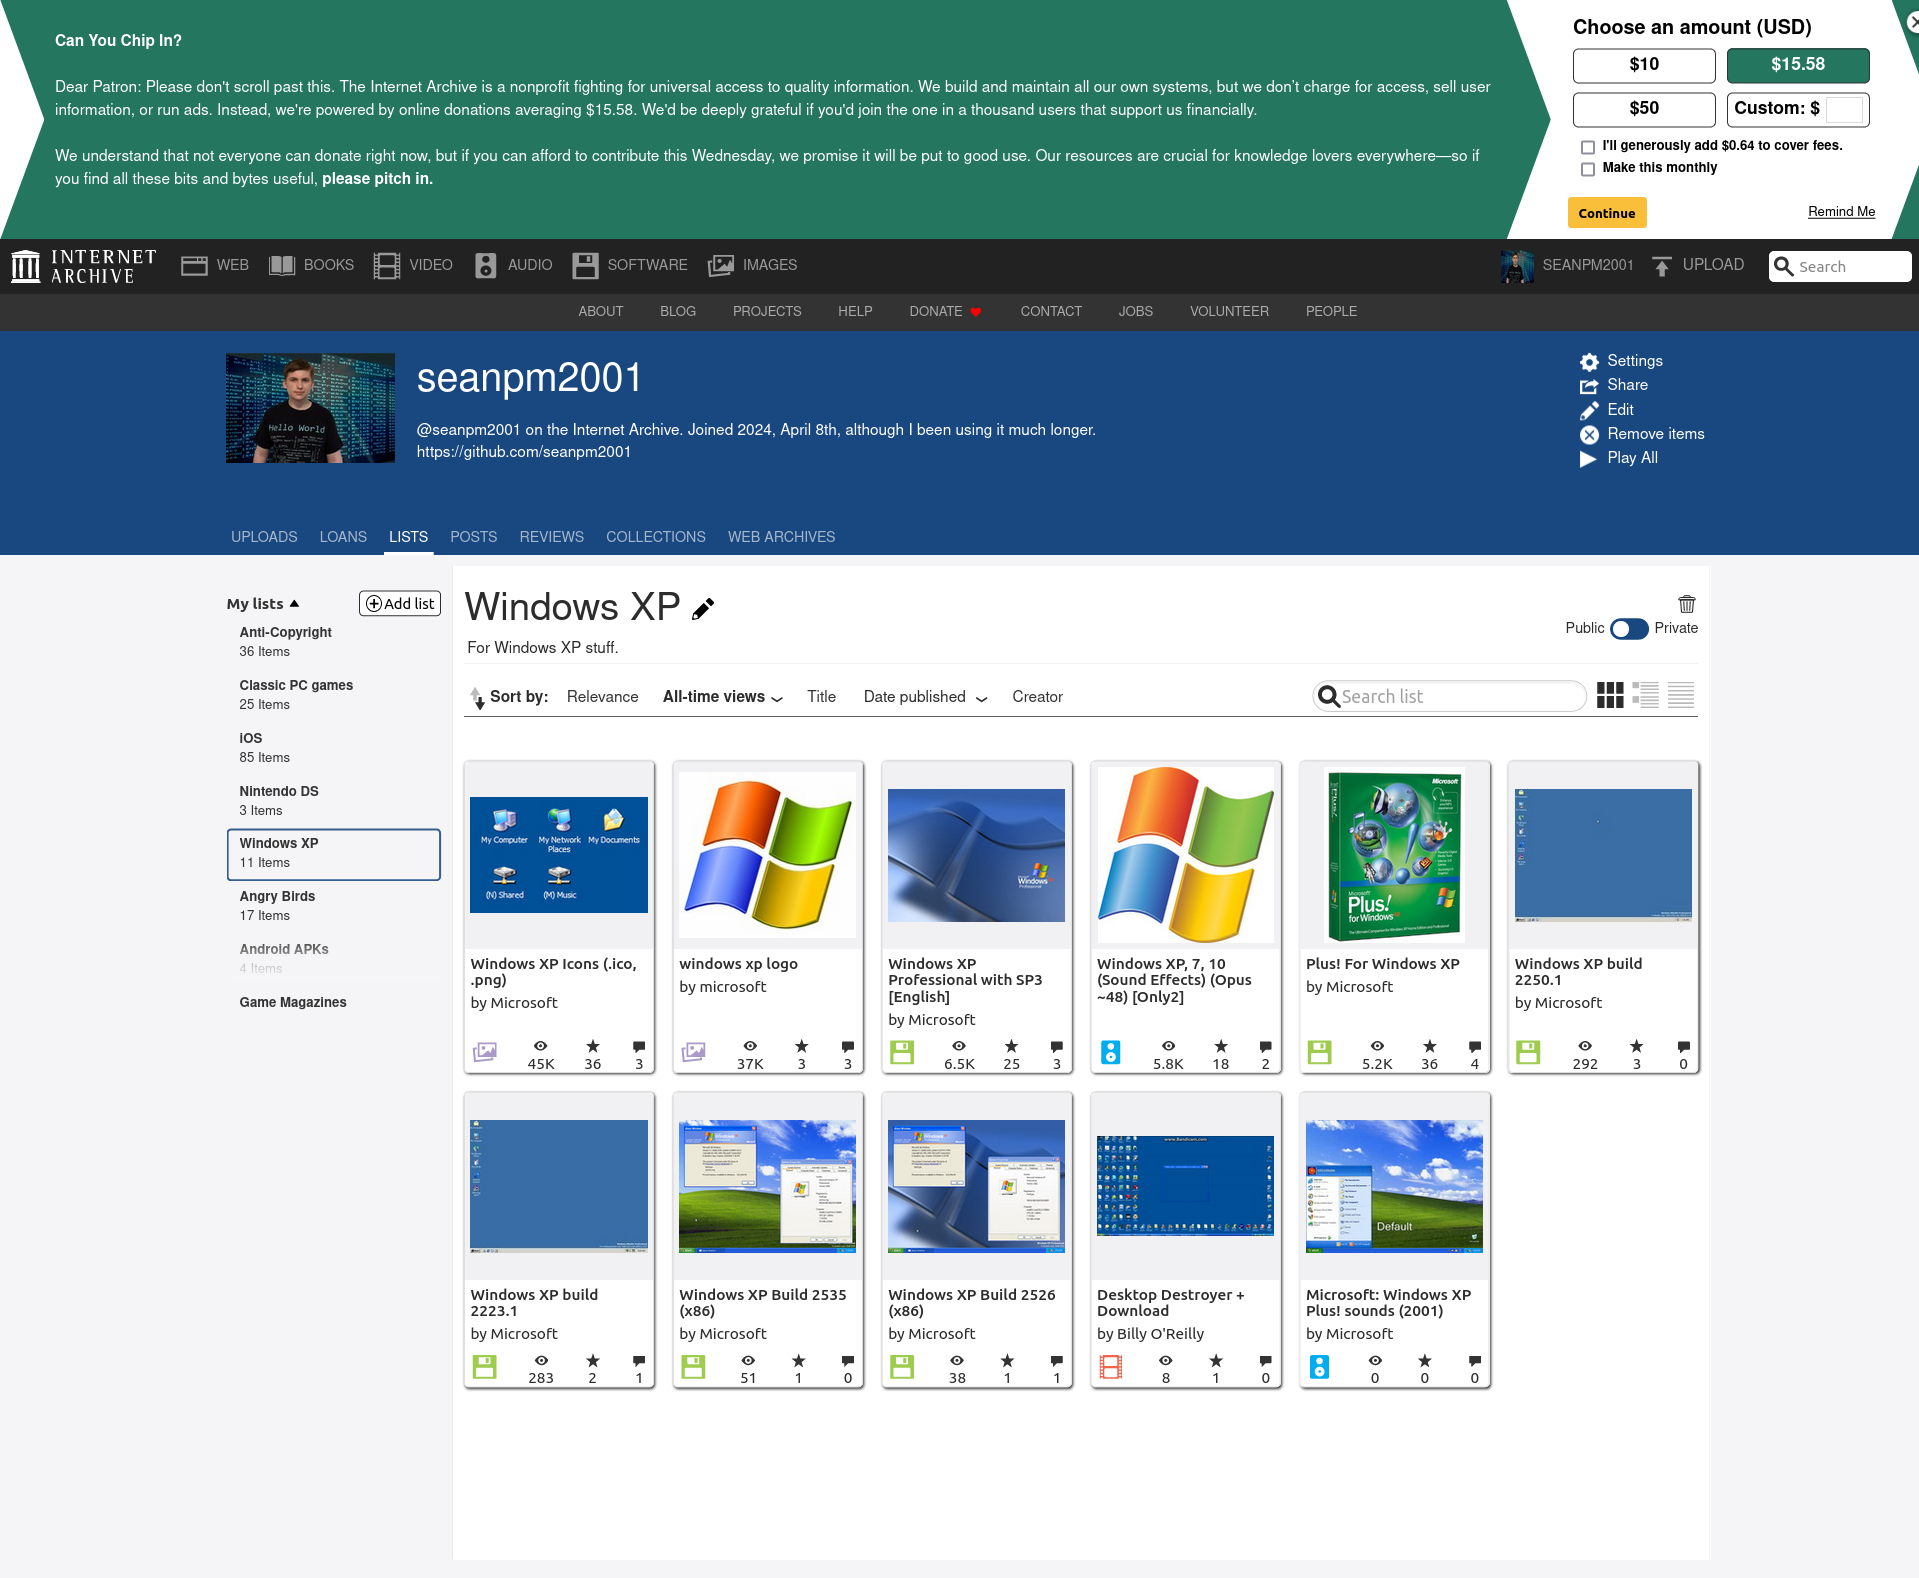 Can You Chip In?
Dear Patron: Please don't scroll past this. The Internet Archive is a nonprofit fighting for universal access to quality information. We build and maintain all our own systems, but we don't charge for access, sell user
information, or run ads. Instead, we're powered by online donations averaging $15.58. We'd be deeply grateful if you'd join the one in a thousand users that support us financially.
We understand that not everyone can donate right now, but if you can afford to contribute this Wednesday, we promise it will be put to good use. Our resources are crucial for knowledge lovers everywhere—so if
you find all these bits and bytes useful, please pitch in.
Choose an amount (USD)
$10 $15.58
$50 Custom: $
I'll generously add $0.64 to cover fees.
Make this monthly
Continue Remind Me
INTERNET ARCHIVE WEB BOOKS VIDEO AUDIO SOFTWARE IMAGES SEANPM2001 UPLOAD Search
ABOUT BLOG PROJECTS HELP DONATE CONTACT JOBS VOLUNTEER PEOPLE
Hello World
seanpm2001
@seanpm2001 on the Internet Archive. Joined 2024, April 8th, although I been using it much longer.
https://github.com/seanpm2001
Settings
Share
Edit
Remove items
Play All
UPLOADS LOANS LISTS POSTS REVIEWS COLLECTIONS WEB ARCHIVES
My lists Add list
Anti-Copyright
36 Items
Classic PC games
25 Items
iOS
85 Items
Nintendo DS
3 Items
Windows XP
11 Items
Angry Birds
17 Items
Android APKs
4 Items
Game Magazines
Windows XP
For Windows XP stuff.
Public Private
Sort by: Relevance All-time views Title Date published Creator Search list
My Computer My Network Places My Documents
(N) Shared (M) Music
Windows XP Icons (.ico,
.png)
by Microsoft
45K 36 3
windows xp logo
by microsoft
37K 3 3
Windows
Professional
Windows XP
Professional with SP3
[English]
by Microsoft
6.5K 25 3
Windows XP, 7, 10
(Sound Effects) (Opus
~48) [Only2]
5.8K 18 2
Microsoft
Plus!
Microsoft
Plus!
for Windows
Plus! For Windows XP
by Microsoft
5.2K 36 4
Windows XP build
2250.1
by Microsoft
292 3 0
Windows XP build
2223.1
by Microsoft
283 2 1
Windows XP Build 2535
(x86)
by Microsoft
51 1 0
Windows XP Build 2526
(x86)
by Microsoft
38 1 1
www.Bandicam.com
Desktop Destroyer +
Download
by Billy O'Reilly
8 1 0
Default
Microsoft: Windows XP
Plus! sounds (2001)
by Microsoft
0 0 0